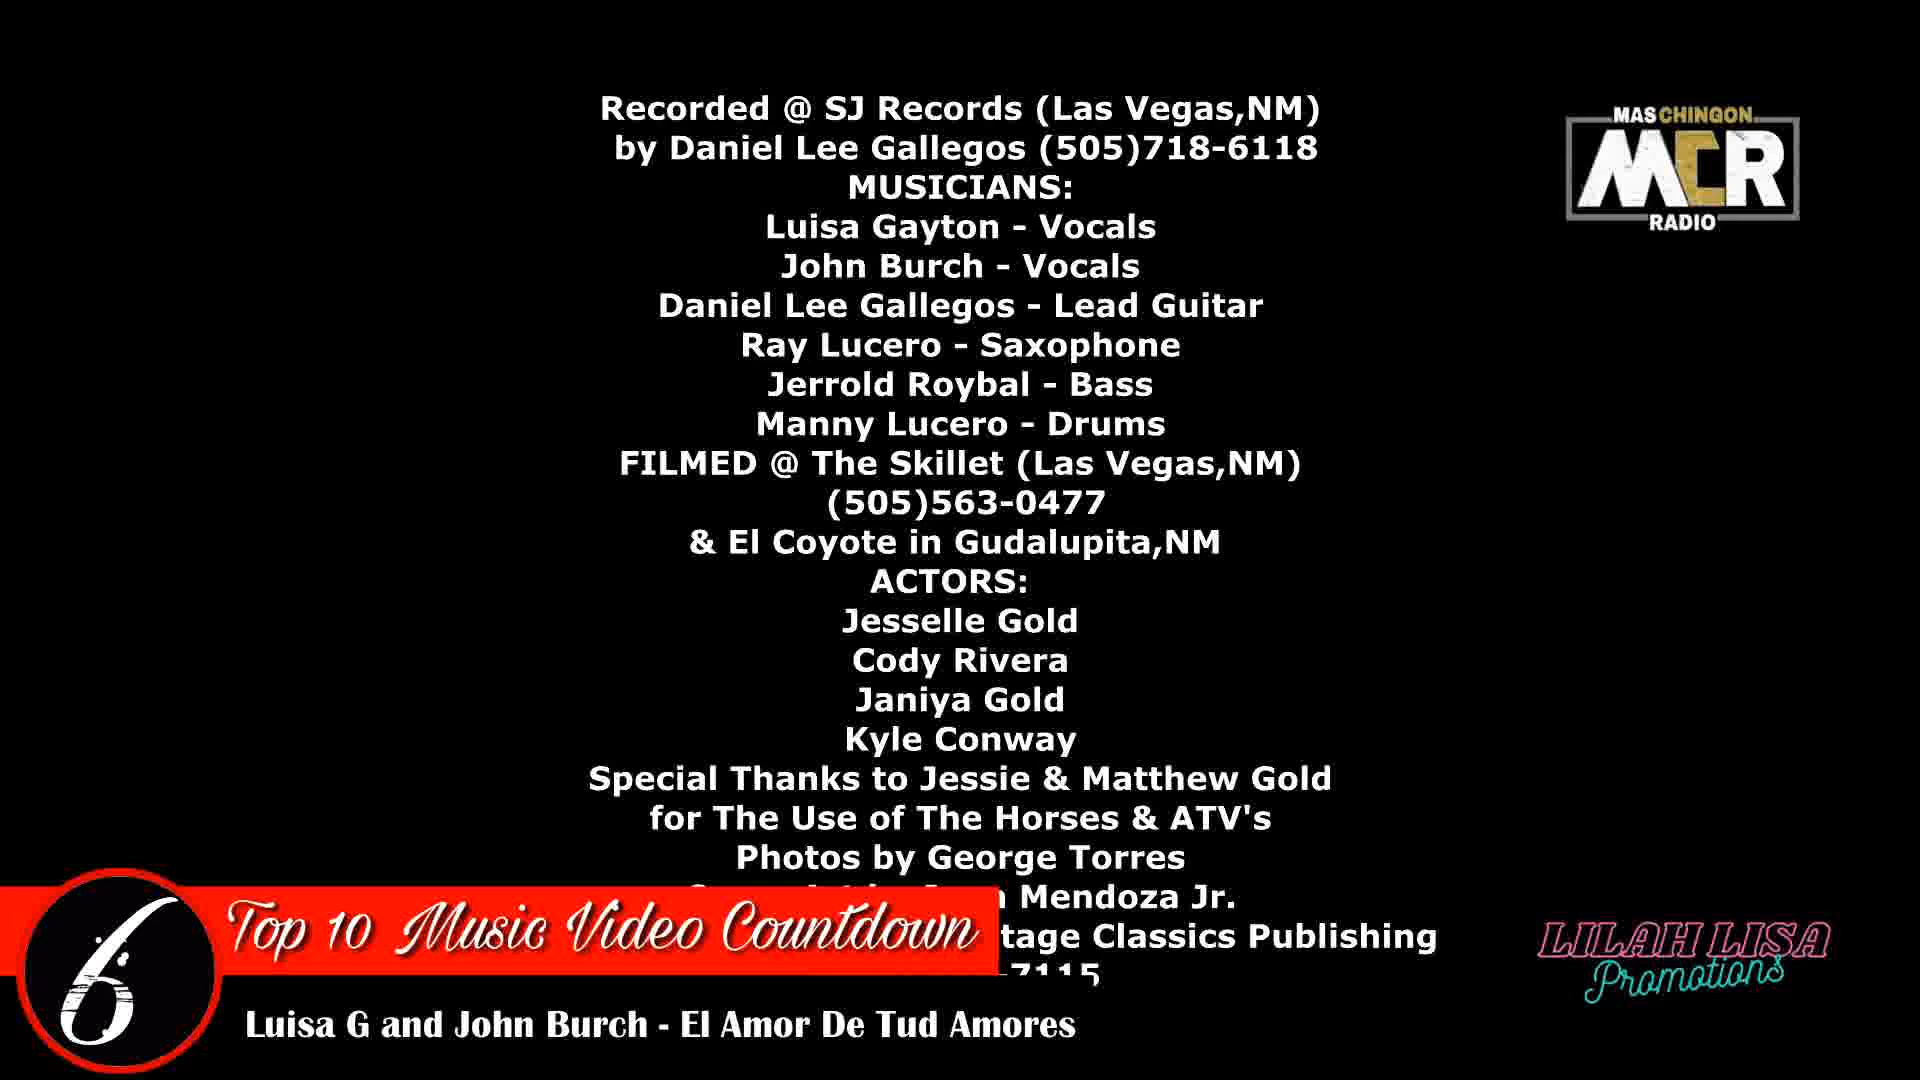 Recorded @ SJ Records (Las Vegas,NM)
by Daniel Lee Gallegos (505)718-6118
MUSICIANS:
Luisa Gayton - Vocals
John Burch - Vocals
Daniel Lee Gallegos - Lead Guitar
Ray Lucero - Saxophone
Jerrold Roybal - Bass
Manny Lucero - Drums
FILMED @ The Skillet (Las Vegas,NM)
(505)563-0477
& El Coyote in Gudalupita,NM
ACTORS:
Jesselle Gold
Cody Rivera
Janiya Gold
Kyle Conway
Special Thanks to Jessie & Matthew Gold
for The Use of The Horses & ATV's
Photos by George Torres
Mendoza Jr.
Classics Publishing
-7115
MAS CHINGON
MCR
RADIO
6
Top 10 Music Video Countdown
Luisa G and John Burch - El Amor De Tud Amores
LILAH LISA
Promotions